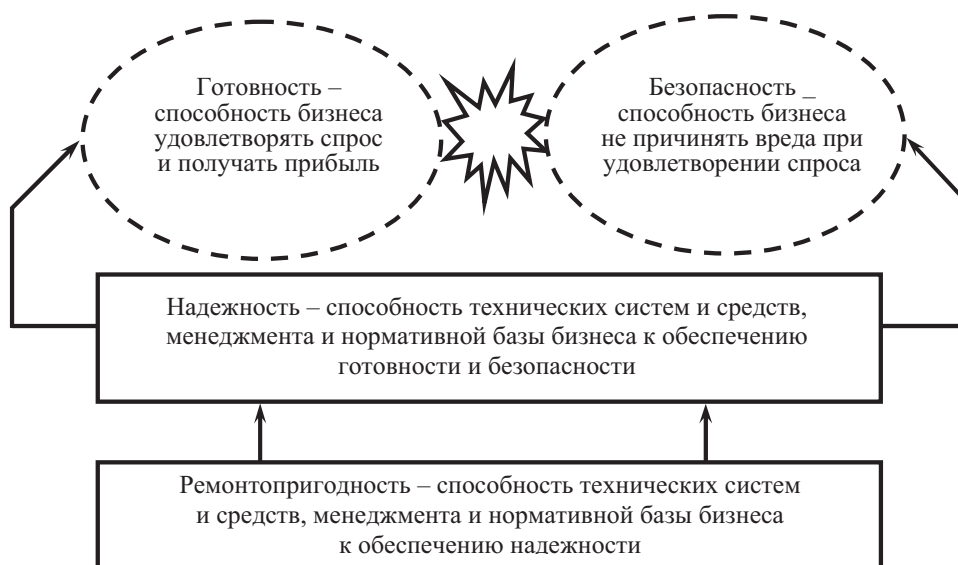 Готовность –
способность бизнеса
удовлетворять спрос
и получать прибыль
Безопасность _
способность бизнеса
не причинять вреда при
удовлетворении спроса
Надежность – способность технических систем и средств,
менеджмента и нормативной базы бизнеса к обеспечению
готовности и безопасности
Ремонтопригодность – способность технических систем
и средств, менеджмента и нормативной базы бизнеса
к обеспечению надежности